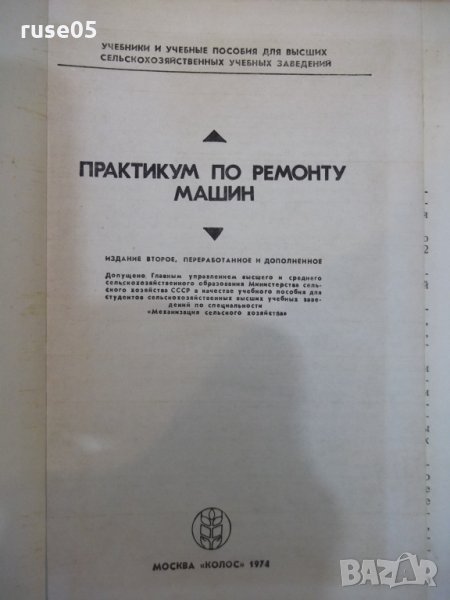 ruse05
УЧЕБНИКИ И УЧЕБНЫЕ ПОСОБИЯ ДЛЯ ВЫСШИХ
СЕЛЬСКОХОЗЯЙСТВЕННЫХ УЧЕБНЫХ ЗАВЕДЕНИЙ
ПРАКТИКУМ ПО РЕМОНТУ
МАШИН
ИЗДАНИЕ ВТОРОЕ, ПЕРЕРАБОТАННОЕ И ДОПОЛНЕННОЕ
Допущено Главным управлением высшего и среднего
сельскохозяйственного образования Министерства сель-
ского хозяйства СССР в качестве учебного пособия для
студентов сельскохозяйственных высших учебных заве-
дений по специальности
«Механизация сельского хозяйства»
МОСКВА «КОЛОС» 1974
BAZAR